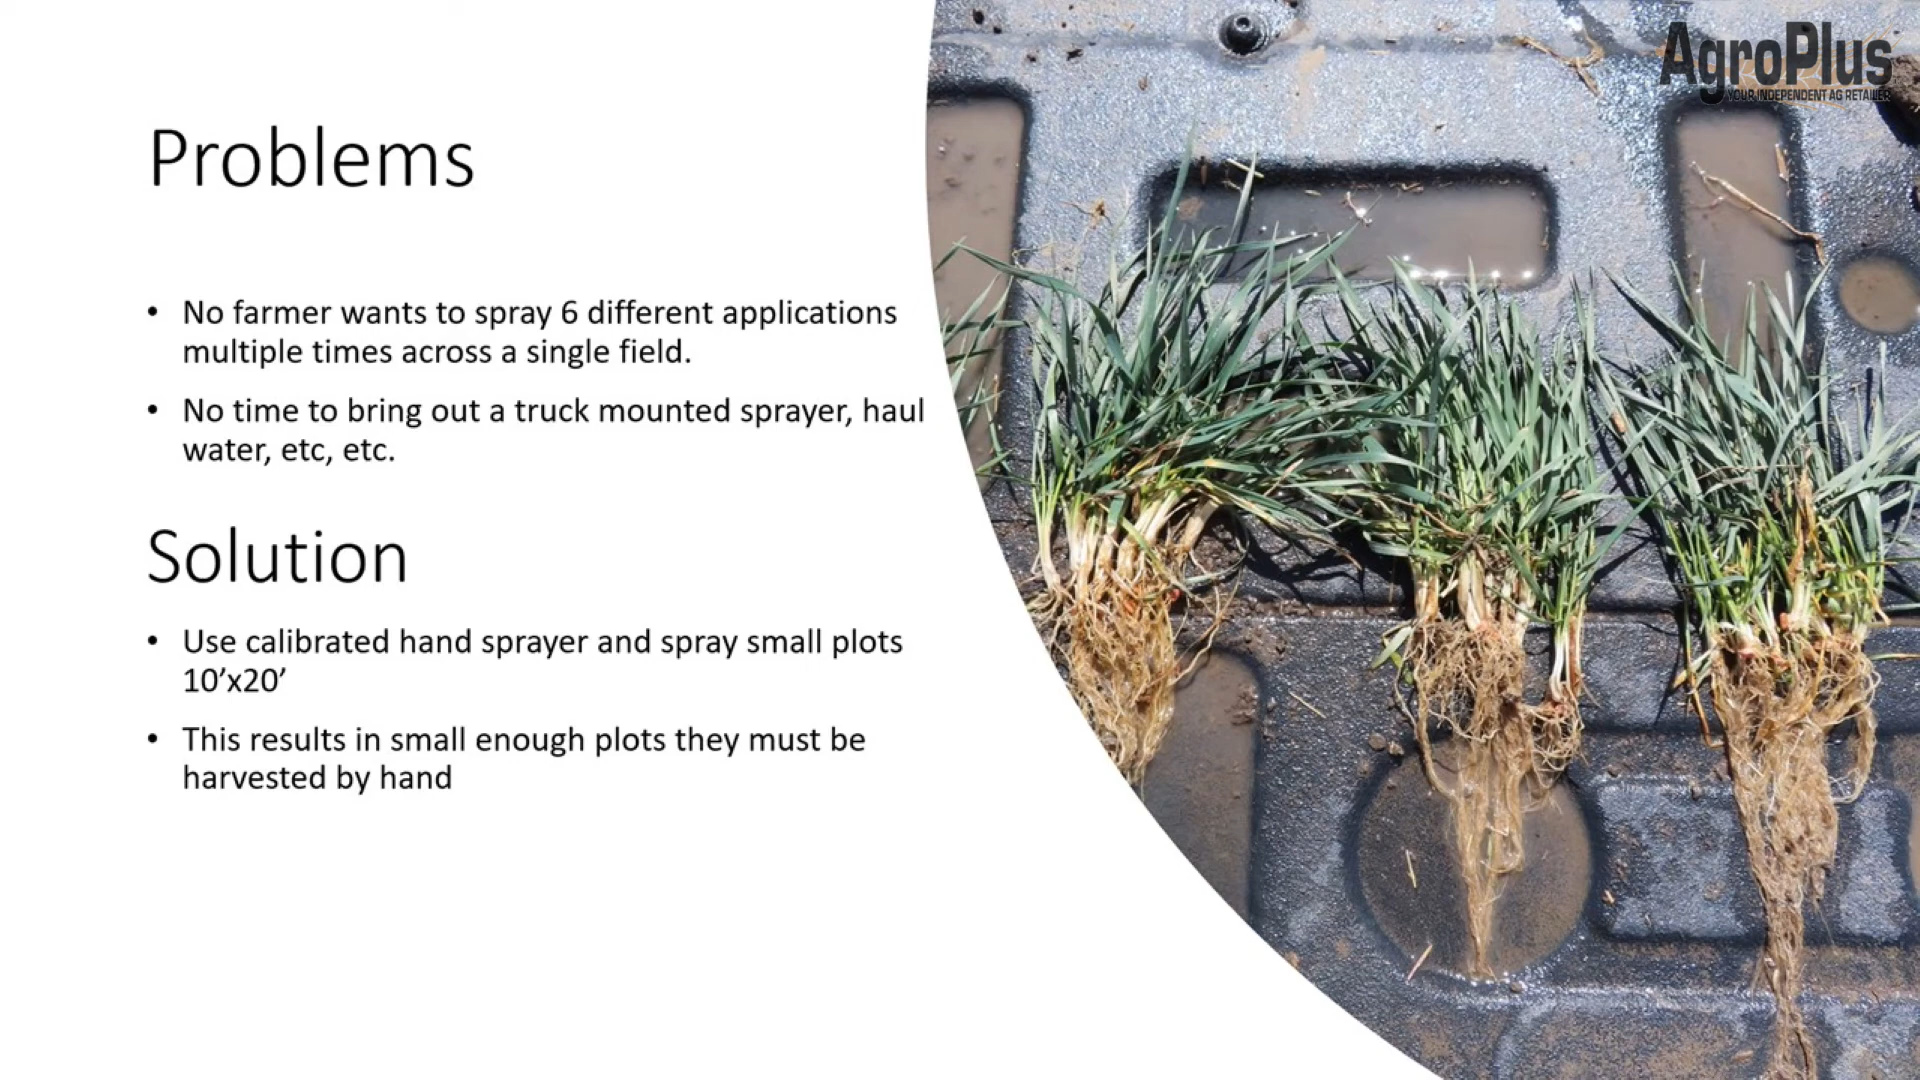 AgroPlus
YOUR INDEPENDENT AG RETAILER
Problems
• No farmer wants to spray 6 different applications
multiple times across a single field.
• No time to bring out a truck mounted sprayer, haul
water, etc, etc.
Solution
• Use calibrated hand sprayer and spray small plots
10’x20’
• This results in small enough plots they must be
harvested by hand